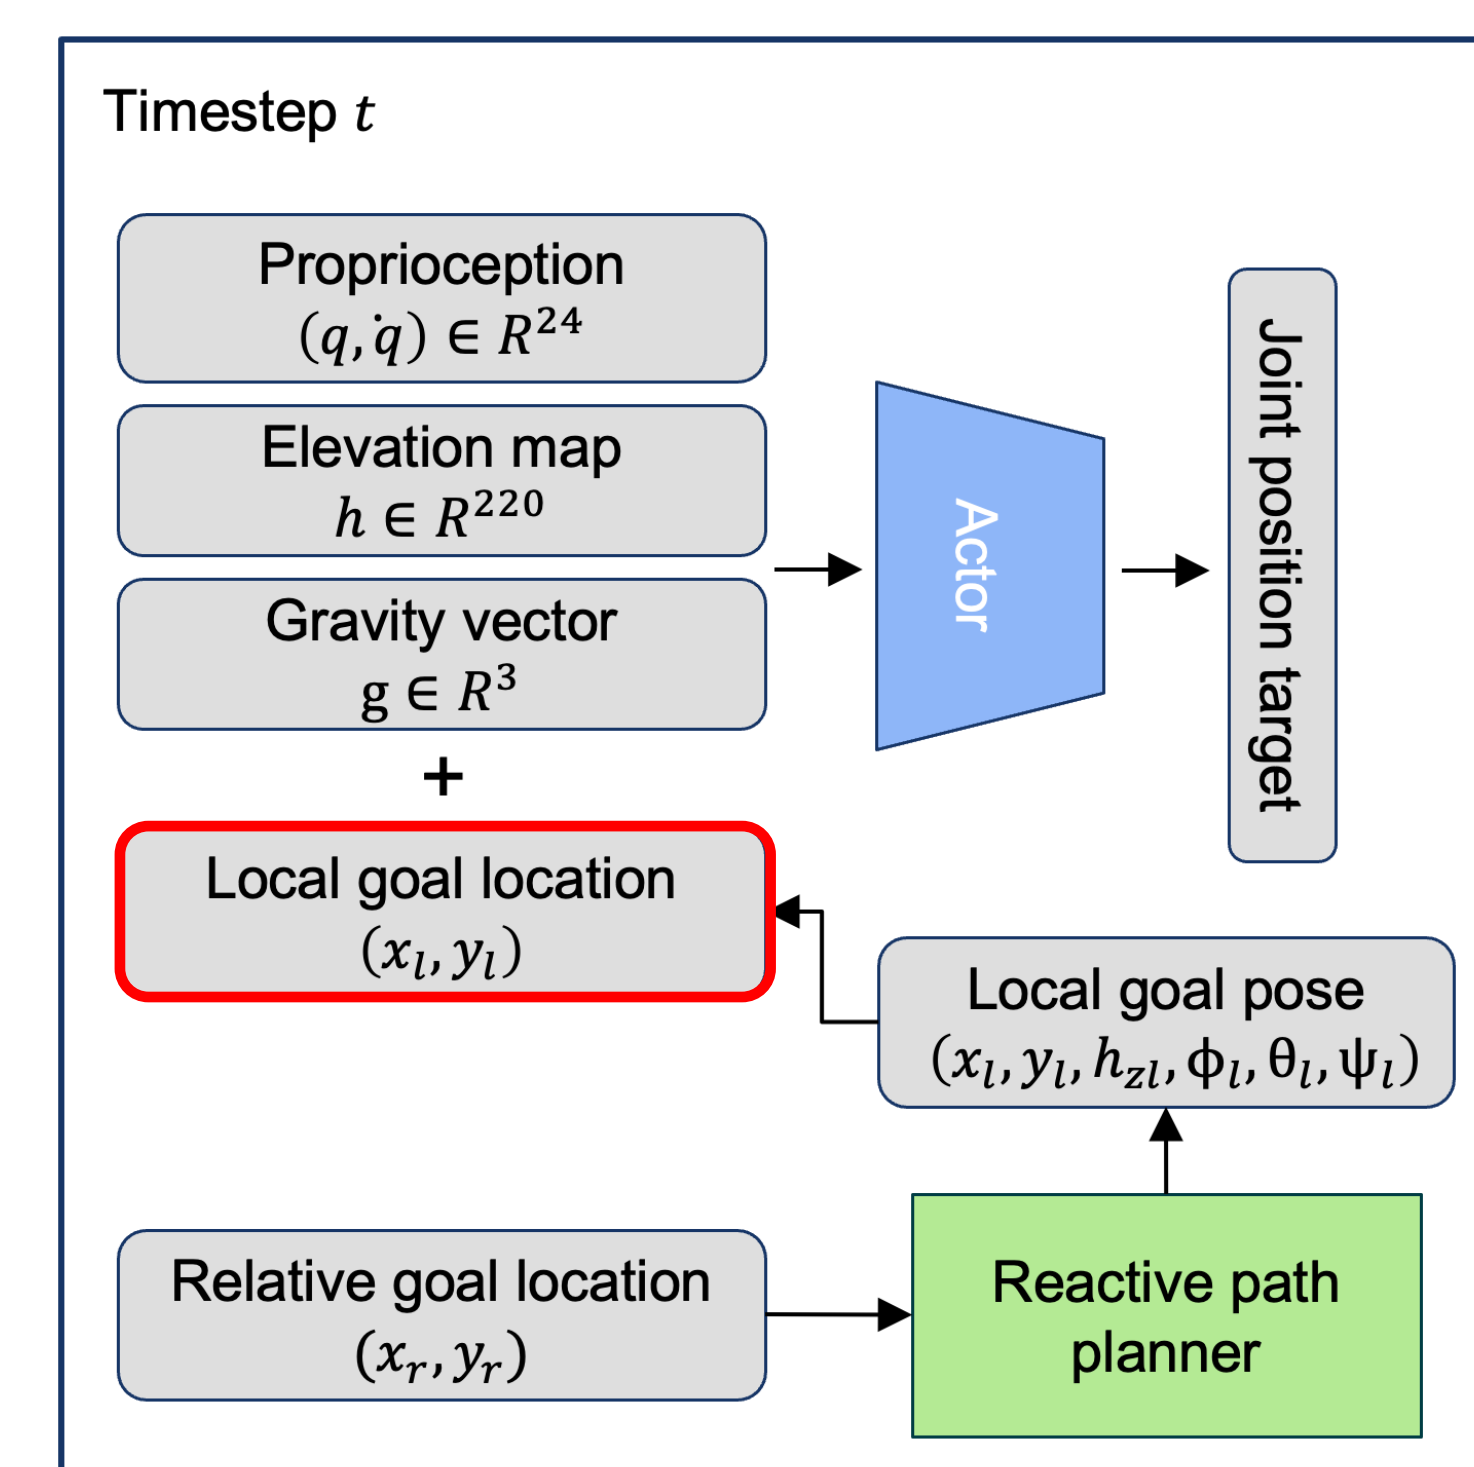 Timestep t
Proprioception
(q, q̇) ∈ R²⁴
Elevation map
h ∈ R²²⁰
Gravity vector
g ∈ R³
+
Local goal location
(xₗ, yₗ)
Actor
Joint position target
Local goal pose
(xₗ, yₗ, h_zl, ϕₗ, θₗ, ψₗ)
Relative goal location
(xᵣ, yᵣ)
Reactive path
planner